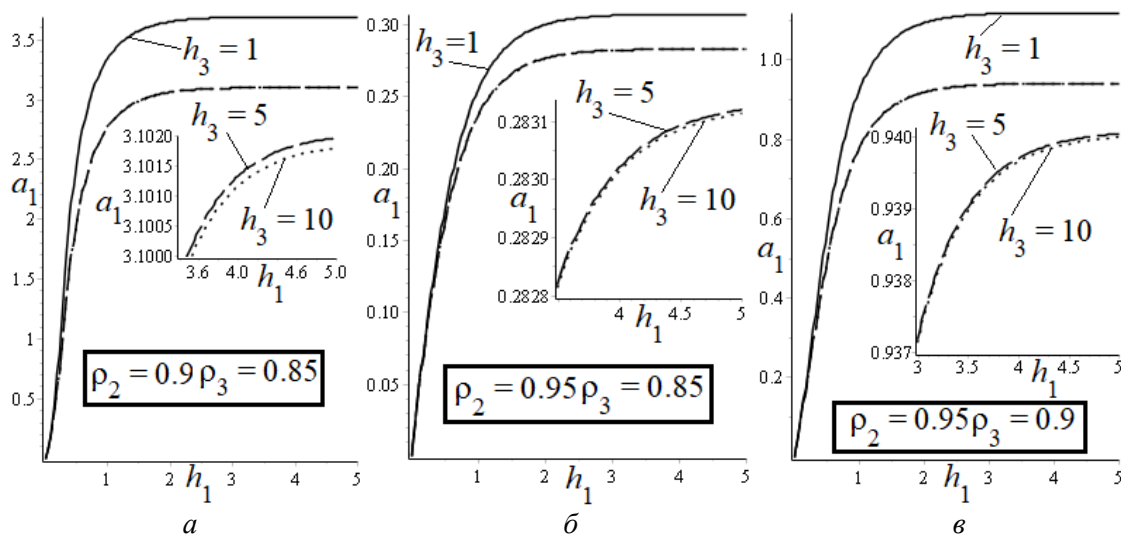 3.5
3
2.5
a₁
2
1.5
1
0.5
h₃ = 1
h₃ = 5
3.1020
3.1015
a₁
3.1005
3.1000
h₃ = 10
3.6 4.0 4.6 5.0
h₁
ρ₂ = 0.9 ρ₃ = 0.85
1 2 3 4 5
h₁
а
0.30
0.25
0.20
a₁
0.15
0.10
0.05
h₃=1
h₃ = 5
0.2831
0.2830
a₁
0.2829
0.2828
h₃ = 10
4 4.5 5
h₁
ρ₂ = 0.95 ρ₃ = 0.85
1 2 3 4 5
h₁
б
1.0
0.8
a₁
0.6
0.4
0.2
h₃ = 1
h₃ = 5
0.940
0.939
a₁
0.938
0.937
h₃ = 10
3 3.5 4 4.5 5
h₁
ρ₂ = 0.95 ρ₃ = 0.9
1 2 3 4 5
h₁
в